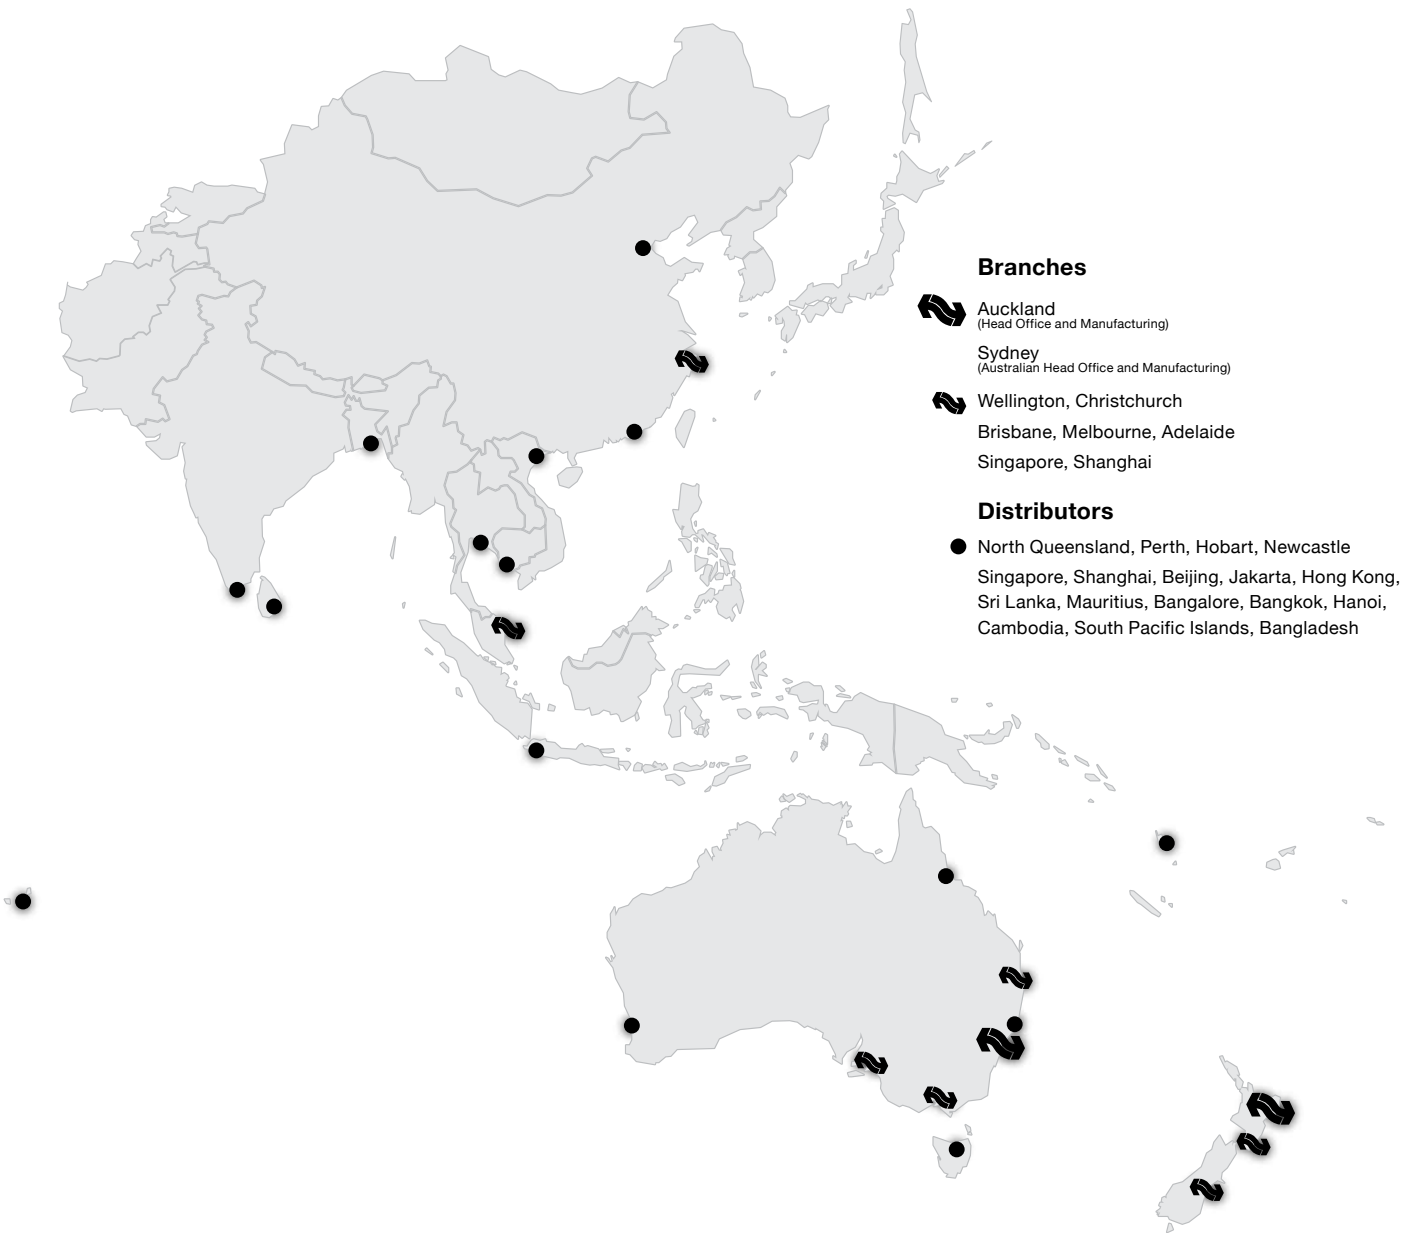 Branches
Auckland
(Head Office and Manufacturing)
Sydney
(Australian Head Office and Manufacturing)
Wellington, Christchurch
Brisbane, Melbourne, Adelaide
Singapore, Shanghai
Distributors
North Queensland, Perth, Hobart, Newcastle
Singapore, Shanghai, Beijing, Jakarta, Hong Kong,
Sri Lanka, Mauritius, Bangalore, Bangkok, Hanoi,
Cambodia, South Pacific Islands, Bangladesh